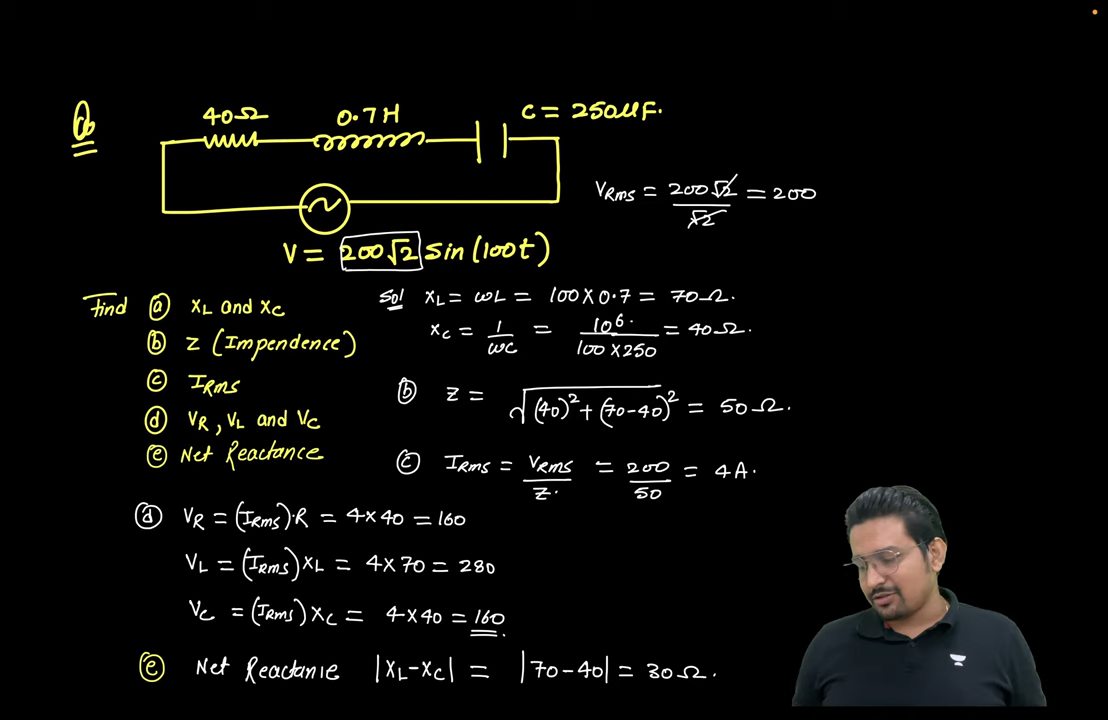 Q
40Ω 0.7H C = 250μF.
V = 200√2 sin(100t)
VRms = 200√2 / √2 = 200
Find (a) XL and XC
(b) Z (Impendence)
(c) IRMS
(d) VR, VL and VC
(e) Net Reactance
Sol XL = ωL = 100 × 0.7 = 70Ω.
XC = 1/ωC = 10⁶ / 100×250 = 40Ω.
(b) Z = √(40)² + (70-40)² = 50Ω.
(c) IRms = VRms / Z = 200 / 50 = 4A.
(d) VR = (IRms)·R = 4×40 = 160
VL = (IRms) XL = 4×70 = 280
VC = (IRms) XC = 4×40 = 160.
(e) Net Reactanie |XL-XC| = |70-40| = 30Ω.